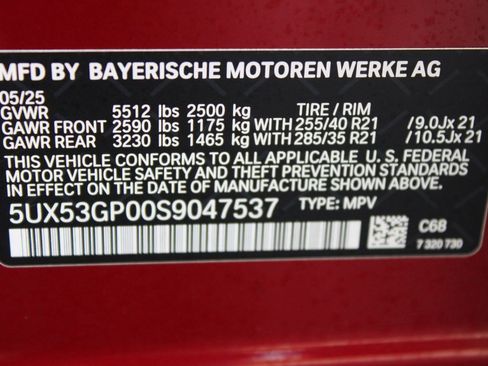 MFD BY BAYERISCHE MOTOREN WERKE AG
05/25
GVWR 5512 lbs 2500 kg TIRE / RIM
GAWR FRONT 2590 lbs 1175 kg WITH 255/40 R21 /9.0Jx 21
GAWR REAR 3230 lbs 1465 kg WITH 285/35 R21 /10.5Jx 21
THIS VEHICLE CONFORMS TO ALL APPLICABLE U. S. FEDERAL
MOTOR VEHICLE SAFETY AND THEFT PREVENTION STANDARDS
IN EFFECT ON THE DATE OF MANUFACTURE SHOWN ABOVE.
5UX53GP00S9047537 TYPE: MPV
C68
7 320 730